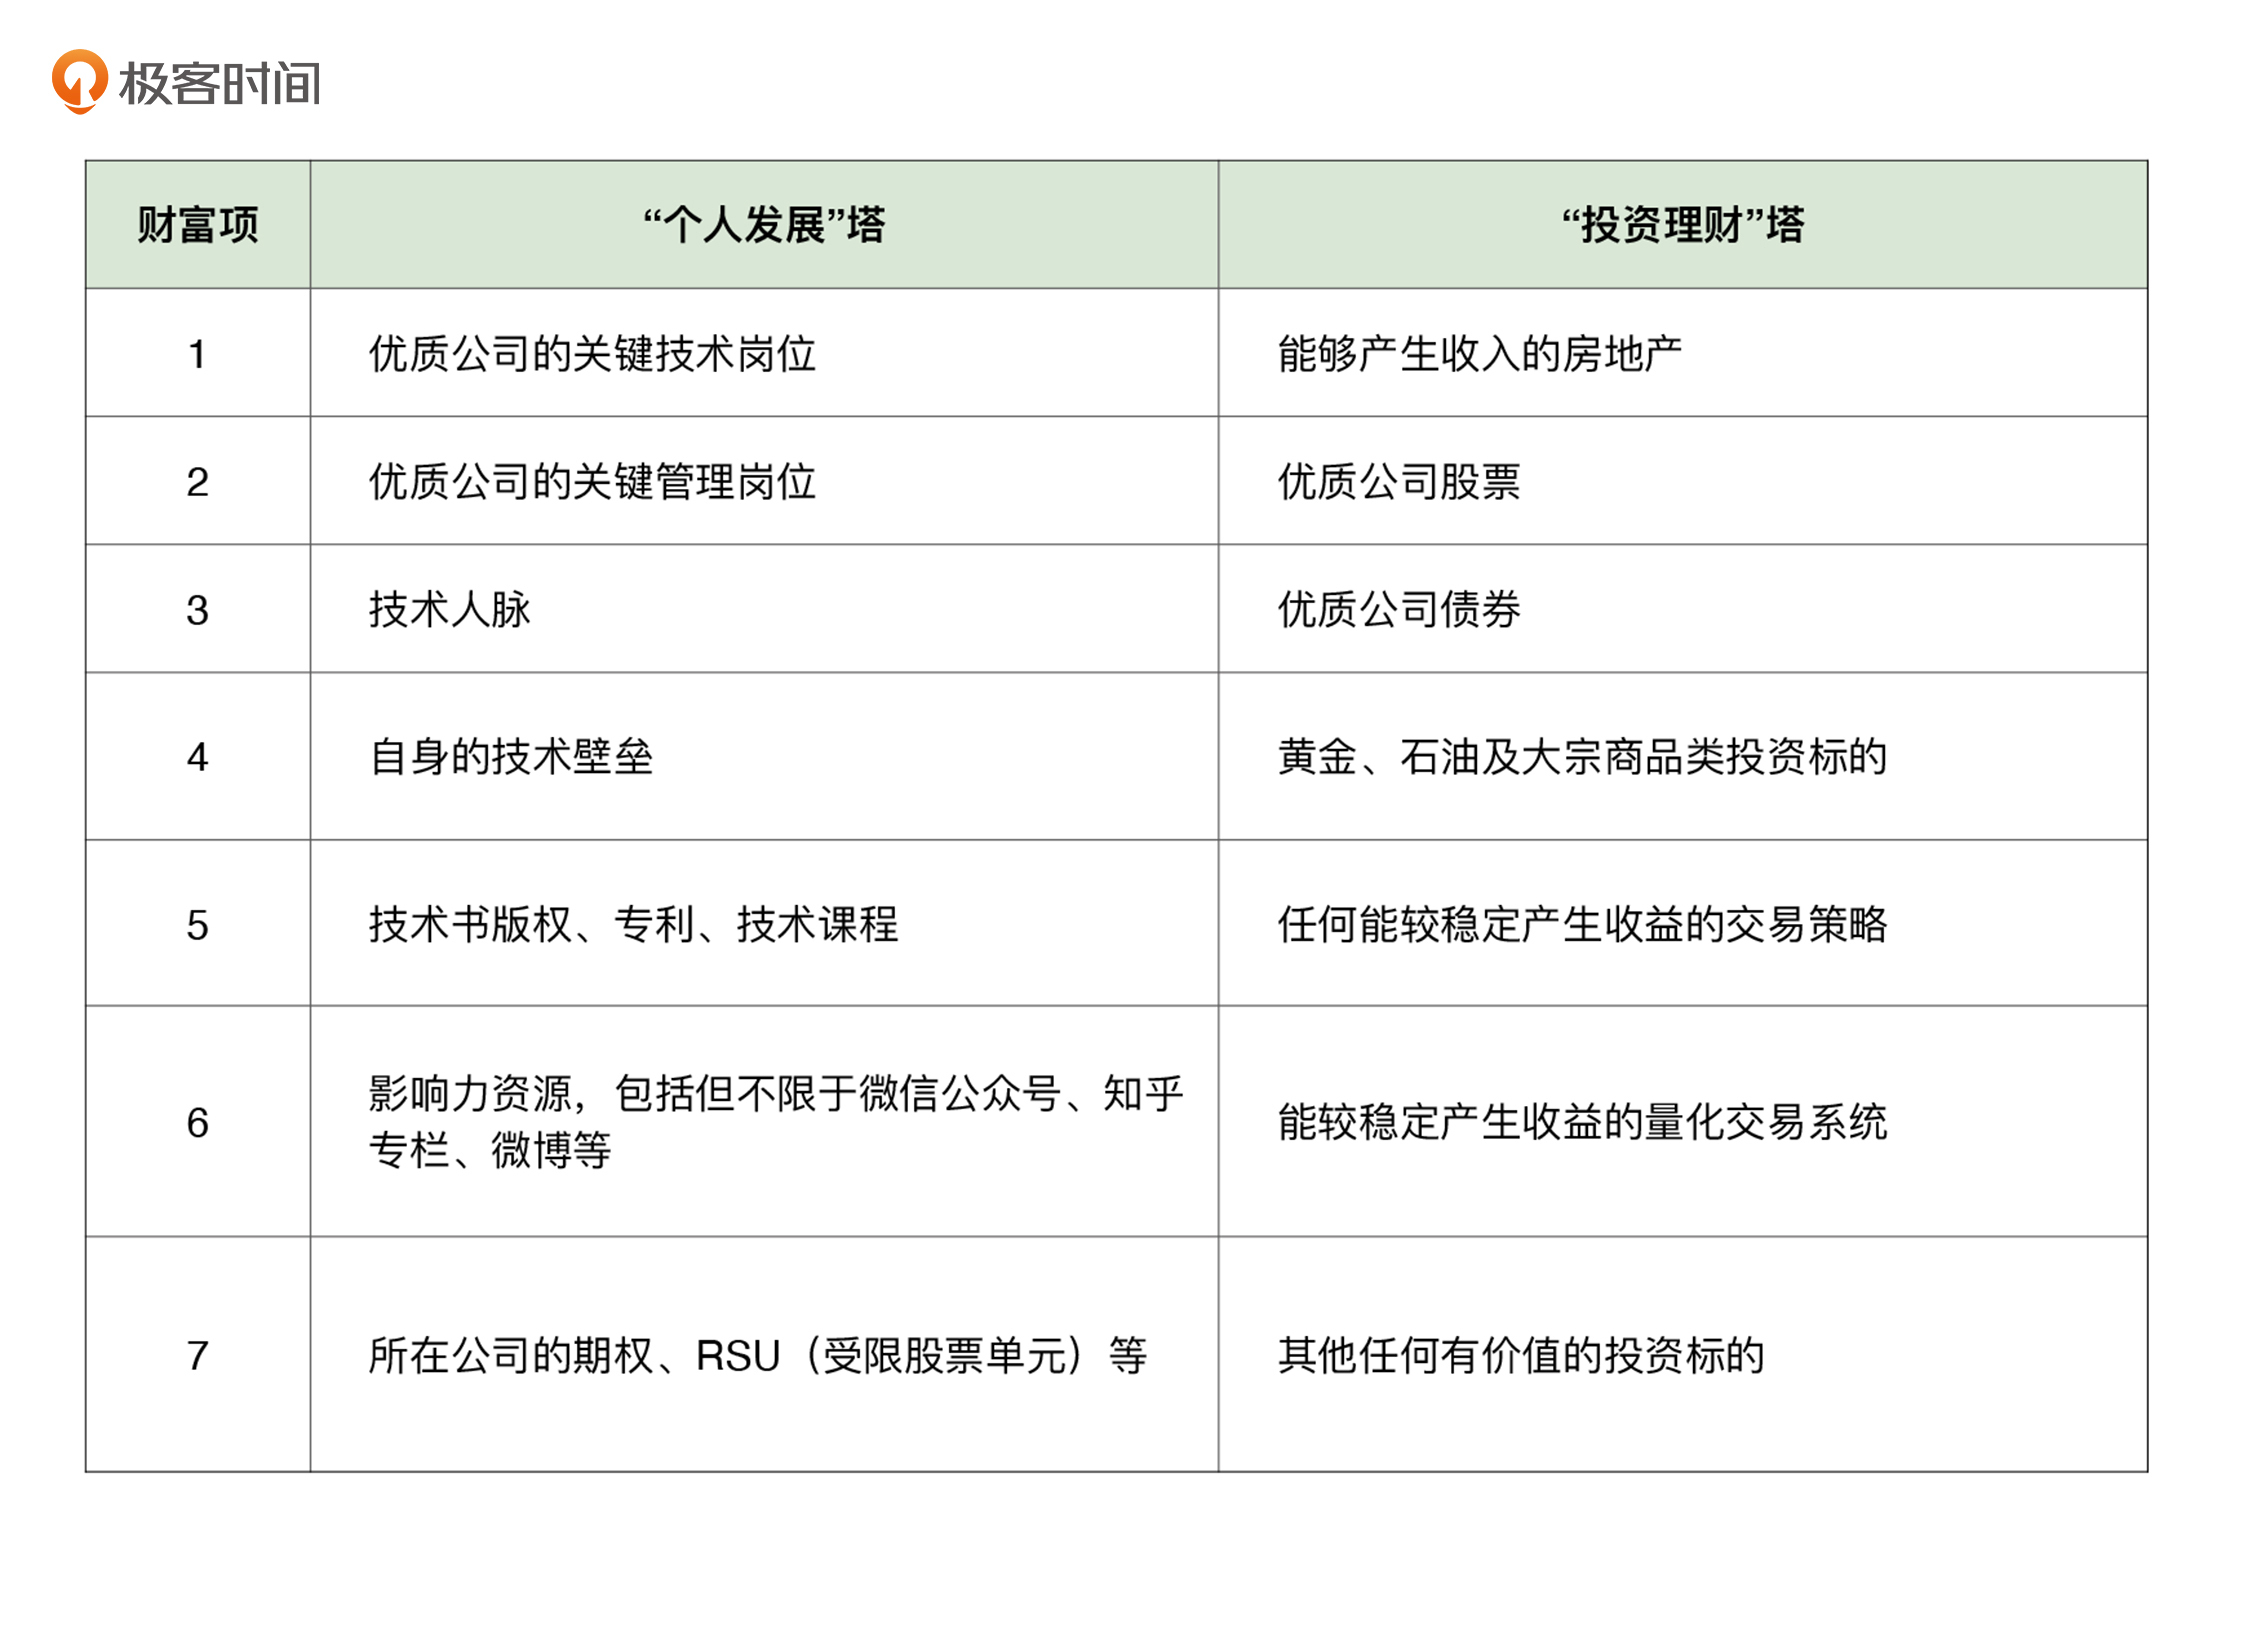 极客时间
财富项 “个人发展”塔 “投资理财”塔
1 优质公司的关键技术岗位 能够产生收入的房地产
2 优质公司的关键管理岗位 优质公司股票
3 技术人脉 优质公司债券
4 自身的技术壁垒 黄金、石油及大宗商品类投资标的
5 技术书版权、专利、技术课程 任何能较稳定产生收益的交易策略
6 影响力资源，包括但不限于微信公众号、知乎
专栏、微博等 能较稳定产生收益的量化交易系统
7 所在公司的期权、RSU（受限股票单元）等 其他任何有价值的投资标的